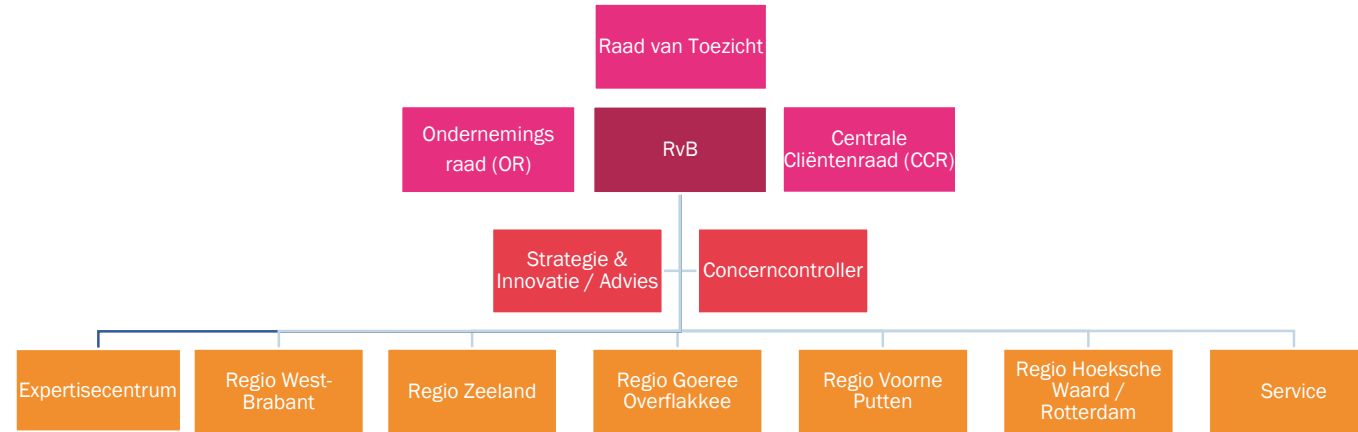 Raad van Toezicht
Ondernemings
raad (OR)
RvB
Centrale
Cliëntenraad (CCR)
Strategie &
Innovatie / Advies
Concerncontroller
Expertisecentrum
Regio West-
Brabant
Regio Zeeland
Regio Goeree
Overflakkee
Regio Voorne
Putten
Regio Hoeksche
Waard /
Rotterdam
Service